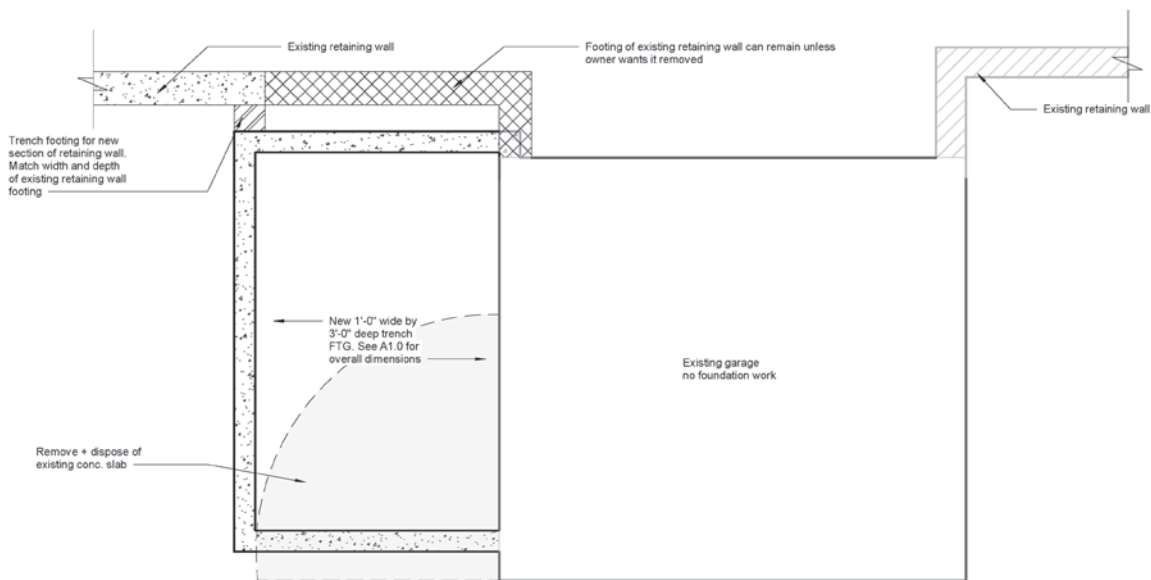 Existing retaining wall
Footing of existing retaining wall can remain unless
owner wants it removed
Existing retaining wall
Trench footing for new
section of retaining wall.
Match width and depth
of existing retaining wall
footing
New 1'-0" wide by
3'-0" deep trench
FTG. See A1.0 for
overall dimensions
Existing garage
no foundation work
Remove + dispose of
existing conc. slab